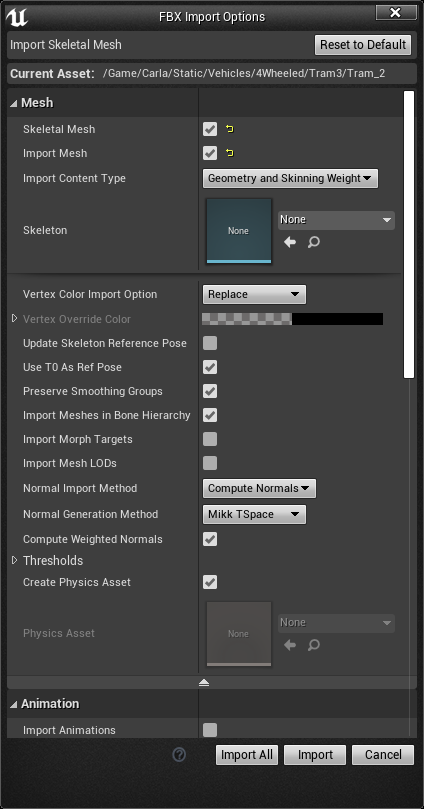 FBX Import Options
Import Skeletal Mesh
Reset to Default
Current Asset: /Game/Carla/Static/Vehicles/4Wheeled/Tram3/Tram_2
Mesh
Skeletal Mesh
Import Mesh
Import Content Type
Geometry and Skinning Weight
Skeleton
None
None
Vertex Color Import Option
Replace
Vertex Override Color
Update Skeleton Reference Pose
Use T0 As Ref Pose
Preserve Smoothing Groups
Import Meshes in Bone Hierarchy
Import Morph Targets
Import Mesh LODs
Normal Import Method
Compute Normals
Normal Generation Method
Mikk TSpace
Compute Weighted Normals
Thresholds
Create Physics Asset
Physics Asset
None
None
Animation
Import Animations
?
Import All
Import
Cancel